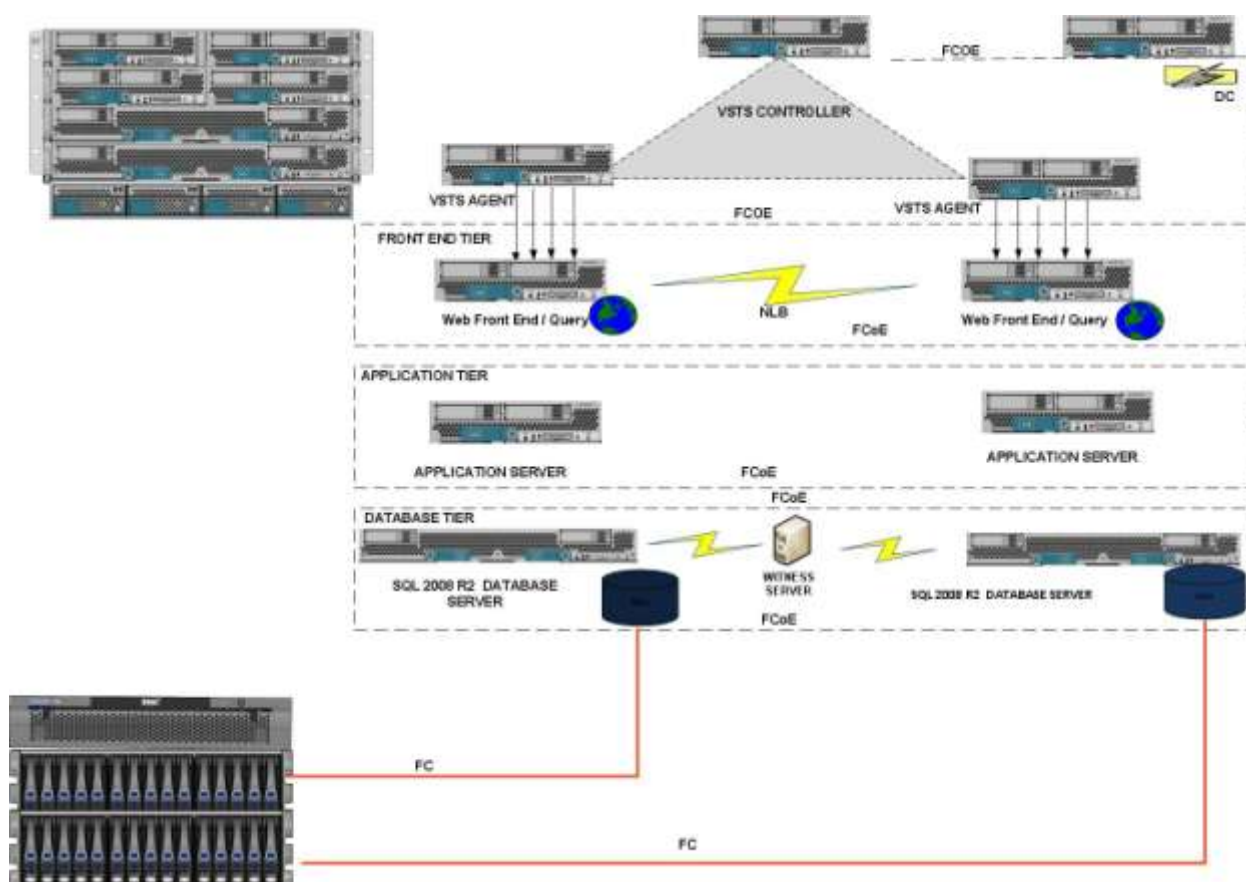 FCOE
DC
VSTS CONTROLLER
VSTS AGENT
VSTS AGENT
FCOE
FRONT END TIER
NLB
Web Front End / Query
Web Front End / Query
FCoE
APPLICATION TIER
APPLICATION SERVER
APPLICATION SERVER
FCoE
FCoE
DATABASE TIER
WITNESS
SERVER
SQL 2008 R2 DATABASE
SERVER
SQL 2008 R2 DATABASE SERVER
FCoE
FC
FC